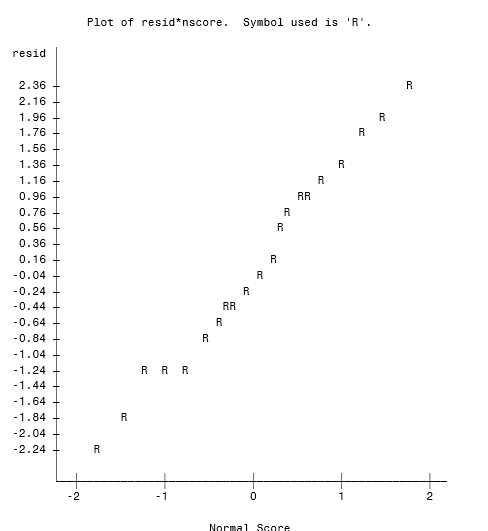 Plot of resid*nscore.  Symbol used is 'R'.
resid
2.36 R
2.16
1.96 R
1.76 R
1.56
1.36 R
1.16 R
0.96 RR
0.76 R
0.56 R
0.36
0.16 R
-0.04 R
-0.24 R
-0.44 RR
-0.64 R
-0.84 R
-1.04
-1.24 R R R
-1.44
-1.64
-1.84 R
-2.04
-2.24 R
-2 -1 0 1 2
Normal Score